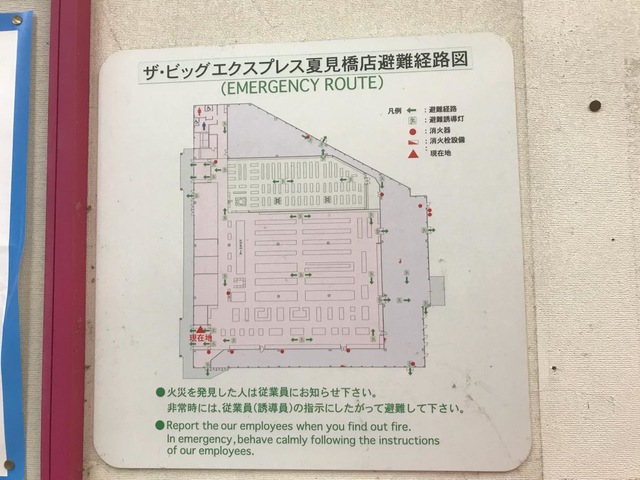 ザ・ビッグエクスプレス夏見橋店避難経路図
(EMERGENCY ROUTE)
凡例 ：避難経路
：避難誘導灯
：消火器
：消火栓設備
：現在地
現在地
●火災を発見した人は従業員にお知らせ下さい。
非常時には、従業員(誘導員)の指示にしたがって避難して下さい。
●Report the our employees when you find out fire.
In emergency, behave calmly following the instructions
of our employees.